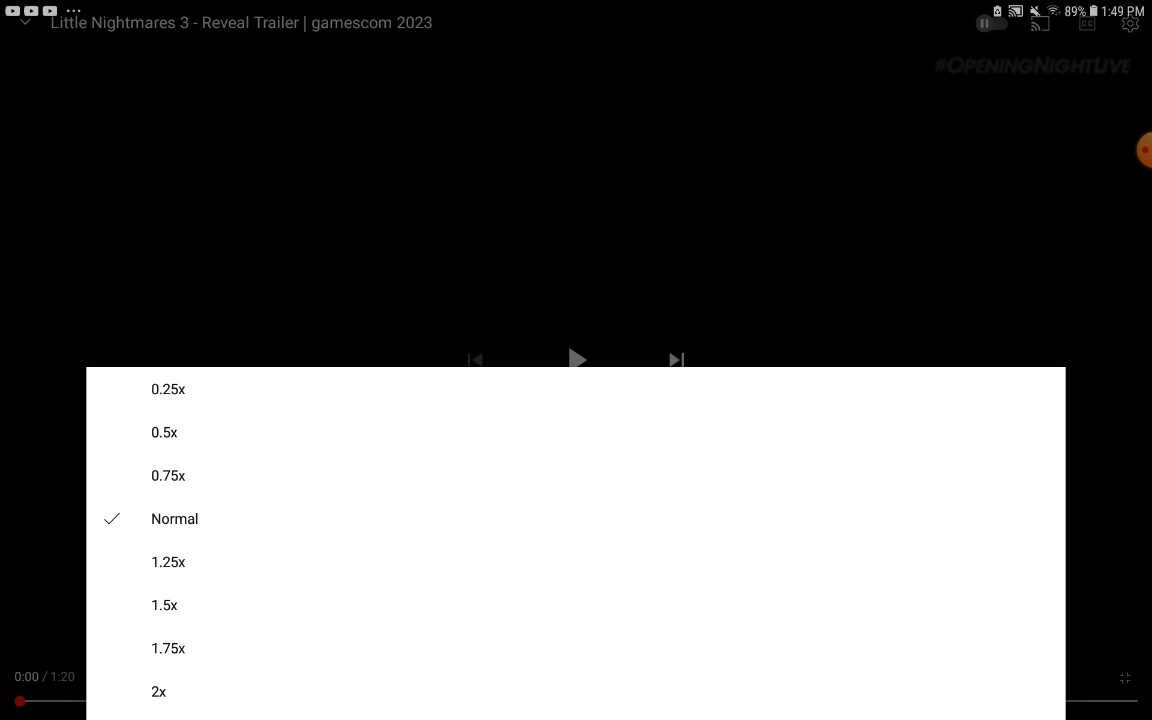 89% 1:49 PM
Little Nightmares 3 - Reveal Trailer | gamescom 2023
CC
#OPENINGNIGHTLIVE
0.25x
0.5x
0.75x
Normal
1.25x
1.5x
1.75x
2x
0:00 / 1:20